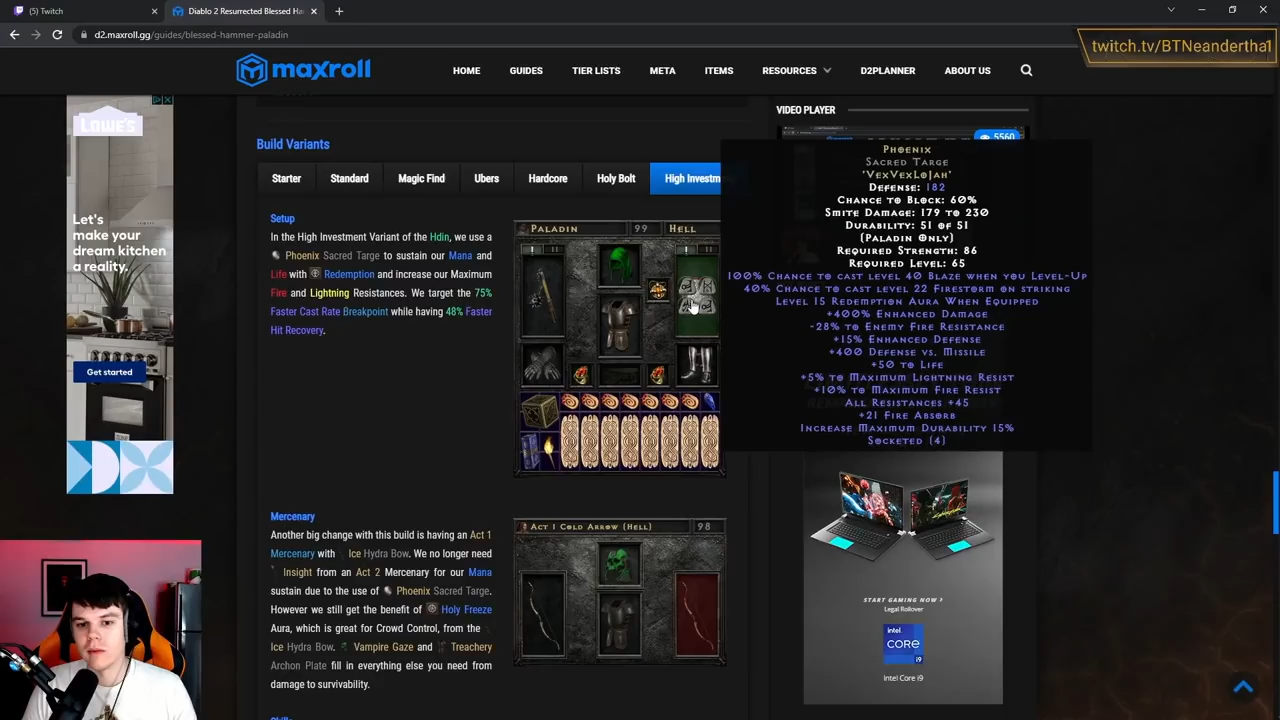 (5) Twitch
Diablo 2 Resurrected Blessed Ha
d2.maxroll.gg/guides/blessed-hammer-paladin
twitch.tv/BTNeanderthal
maxroll
HOME
GUIDES
TIER LISTS
META
ITEMS
RESOURCES
D2PLANNER
ABOUT US
LOWE'S
Let's
make your
dream kitchen
a reality.
Get started
Build Variants
Starter
Standard
Magic Find
Ubers
Hardcore
Holy Bolt
High Investm
Setup
In the High Investment Variant of the Hdin, we use a
Phoenix Sacred Targe to sustain our Mana and
Life with Redemption and increase our Maximum
Fire and Lightning Resistances. We target the 75%
Faster Cast Rate Breakpoint while having 48% Faster
Hit Recovery.
PALADIN 99 HELL
Mercenary
Another big change with this build is having an Act 1
Mercenary with Ice Hydra Bow. We no longer need
Insight from an Act 2 Mercenary for our Mana
sustain due to the use of Phoenix Sacred Targe.
However we still get the benefit of Holy Freeze
Aura, which is great for Crowd Control, from the
Ice Hydra Bow. Vampire Gaze and Treachery
Archon Plate fill in everything else you need from
damage to survivability.
ACT 1 COLD ARROW (HELL) 98
VIDEO PLAYER
5560
PHOENIX
SACRED TARGE
'VEXVEXLOJAH'
DEFENSE: 182
CHANCE TO BLOCK: 60%
SMITE DAMAGE: 179 TO 230
DURABILITY: 51 OF 51
(PALADIN ONLY)
REQUIRED STRENGTH: 86
REQUIRED LEVEL: 65
100% CHANCE TO CAST LEVEL 40 BLAZE WHEN YOU LEVEL-UP
40% CHANCE TO CAST LEVEL 22 FIRESTORM ON STRIKING
LEVEL 15 REDEMPTION AURA WHEN EQUIPPED
+400% ENHANCED DAMAGE
-28% TO ENEMY FIRE RESISTANCE
+15% ENHANCED DEFENSE
+400 DEFENSE VS. MISSILE
+50 TO LIFE
+5% TO MAXIMUM LIGHTNING RESIST
+10% TO MAXIMUM FIRE RESIST
ALL RESISTANCES +45
+21 FIRE ABSORB
INCREASE MAXIMUM DURABILITY 15%
SOCKETED (4)
START GAMING NOW >
Legal Rollover
intel
CORE
i9
Intel Core i9